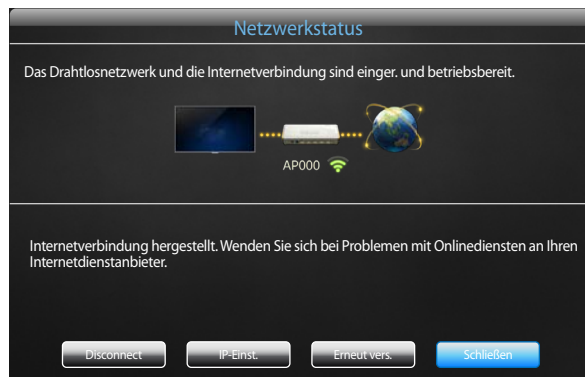 Netzwerkstatus
Das Drahtlosnetzwerk und die Internetverbindung sind einger. und betriebsbereit.
AP000
Internetverbindung hergestellt. Wenden Sie sich bei Problemen mit Onlinediensten an Ihren
Internetdienstanbieter.
Disconnect IP-Einst. Erneut vers. Schließen